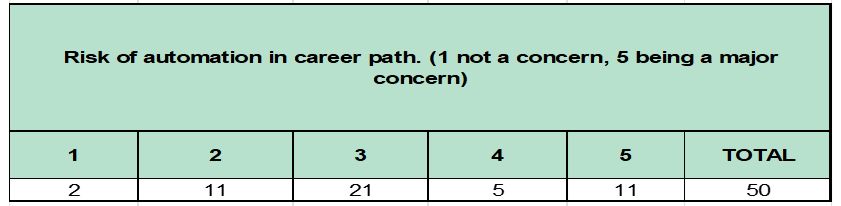 Risk of automation in career path. (1 not a concern, 5 being a major
concern)
1 2 3 4 5 TOTAL
2 11 21 5 11 50